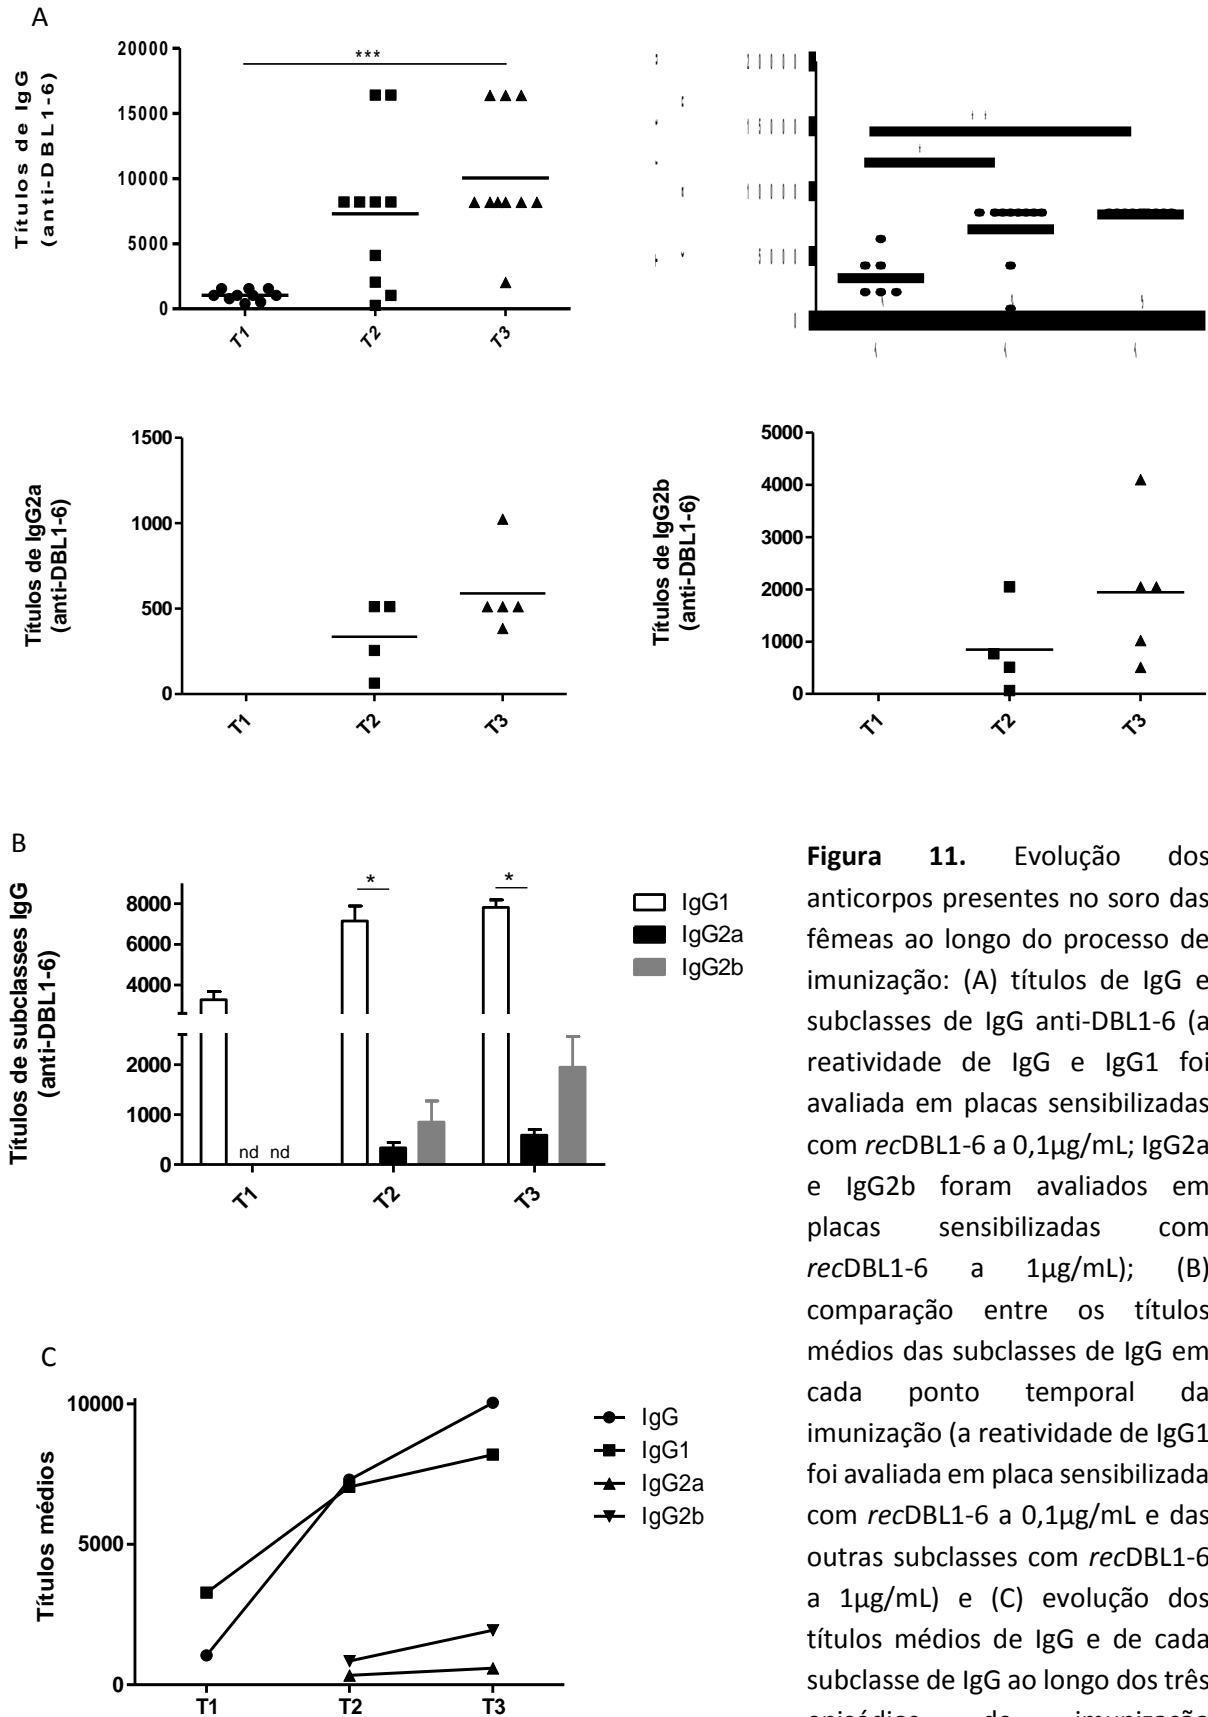 A
Títulos de IgG
(anti-DBL1-6)
20000
15000
10000
5000
0
***
T1
T2
T3
Títulos de IgG2a
(anti-DBL1-6)
1500
1000
500
0
T1
T2
T3
Títulos de IgG2b
(anti-DBL1-6)
5000
4000
3000
2000
1000
0
T1
T2
T3
B
Títulos de subclasses IgG
(anti-DBL1-6)
8000
6000
4000
2000
1000
0
nd nd
*
*
T1
T2
T3
IgG1
IgG2a
IgG2b
C
Títulos médios
10000
5000
0
T1
T2
T3
IgG
IgG1
IgG2a
IgG2b
Figura 11. Evolução dos
anticorpos presentes no soro das
fêmeas ao longo do processo de
imunização: (A) títulos de IgG e
subclasses de IgG anti-DBL1-6 (a
reatividade de IgG e IgG1 foi
avaliada em placas sensibilizadas
com recDBL1-6 a 0,1µg/mL; IgG2a
e IgG2b foram avaliados em
placas sensibilizadas com
recDBL1-6 a 1µg/mL); (B)
comparação entre os títulos
médios das subclasses de IgG em
cada ponto temporal da
imunização (a reatividade de IgG1
foi avaliada em placa sensibilizada
com recDBL1-6 a 0,1µg/mL e das
outras subclasses com recDBL1-6
a 1µg/mL) e (C) evolução dos
títulos médios de IgG e de cada
subclasse de IgG ao longo dos três
episódios de imunização